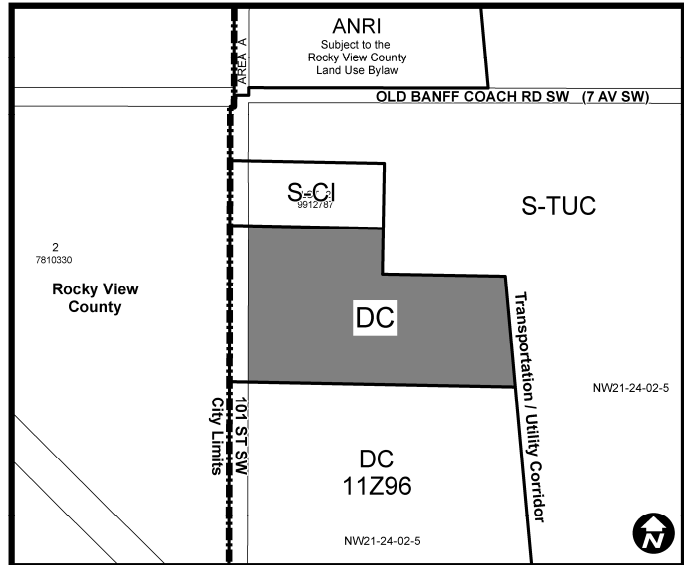 ANRI
Subject to the
Rocky View County
Land Use Bylaw
AREA A
OLD BANFF COACH RD SW (7 AV SW)
S-CI
9912787
S-TUC
2
7810330
Rocky View
County
DC
Transportation / Utility Corridor
NW21-24-02-5
101 ST SW
City Limits
DC
11Z96
NW21-24-02-5
N